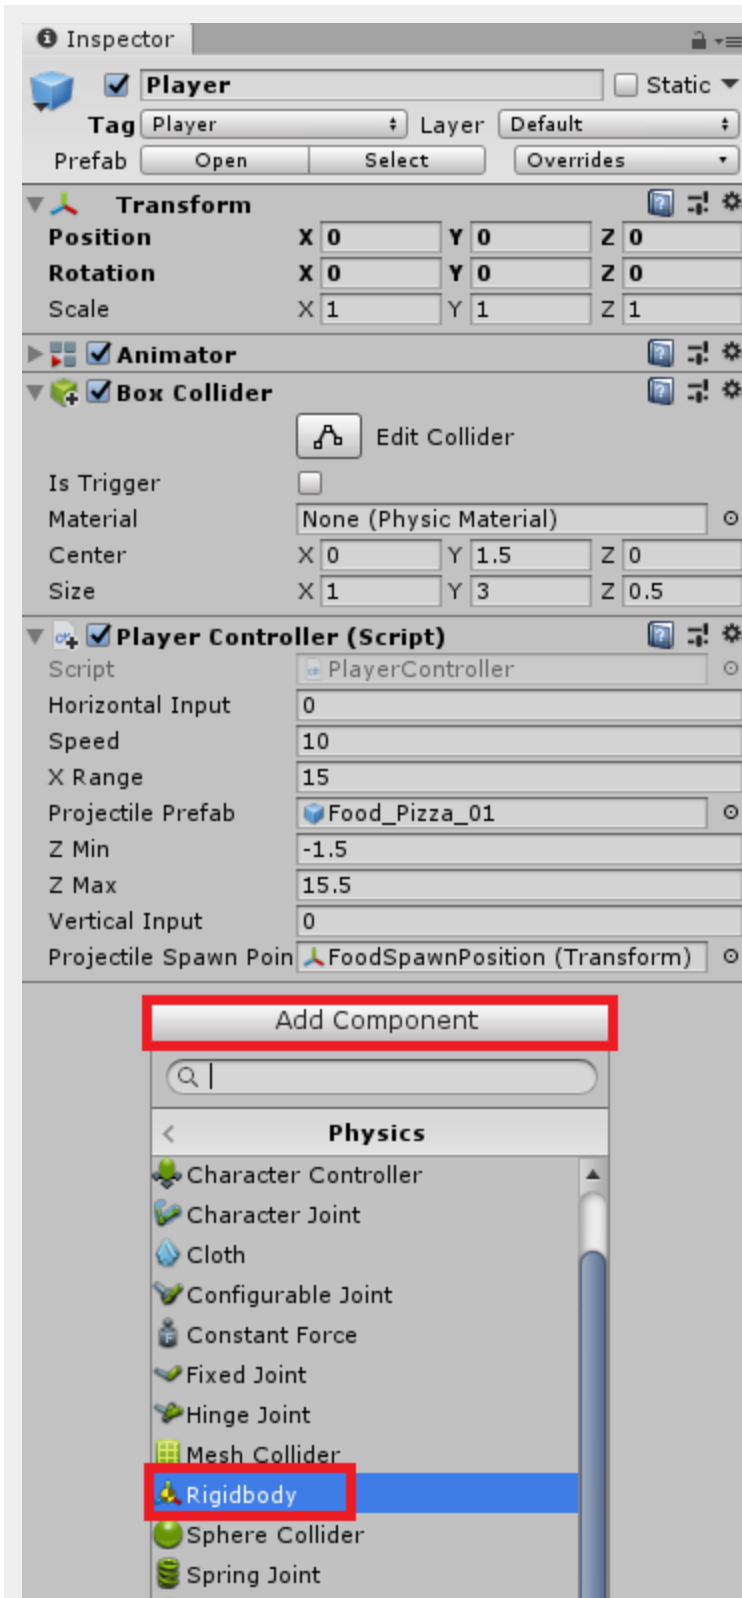 Inspector
Player Static
Tag Player Layer Default
Prefab Open Select Overrides
Transform
Position X 0 Y 0 Z 0
Rotation X 0 Y 0 Z 0
Scale X 1 Y 1 Z 1
Animator
Box Collider
Edit Collider
Is Trigger
Material None (Physic Material)
Center X 0 Y 1.5 Z 0
Size X 1 Y 3 Z 0.5
Player Controller (Script)
Script PlayerController
Horizontal Input 0
Speed 10
X Range 15
Projectile Prefab Food_Pizza_01
Z Min -1.5
Z Max 15.5
Vertical Input 0
Projectile Spawn Poin FoodSpawnPosition (Transform)
Add Component
Physics
Character Controller
Character Joint
Cloth
Configurable Joint
Constant Force
Fixed Joint
Hinge Joint
Mesh Collider
Rigidbody
Sphere Collider
Spring Joint